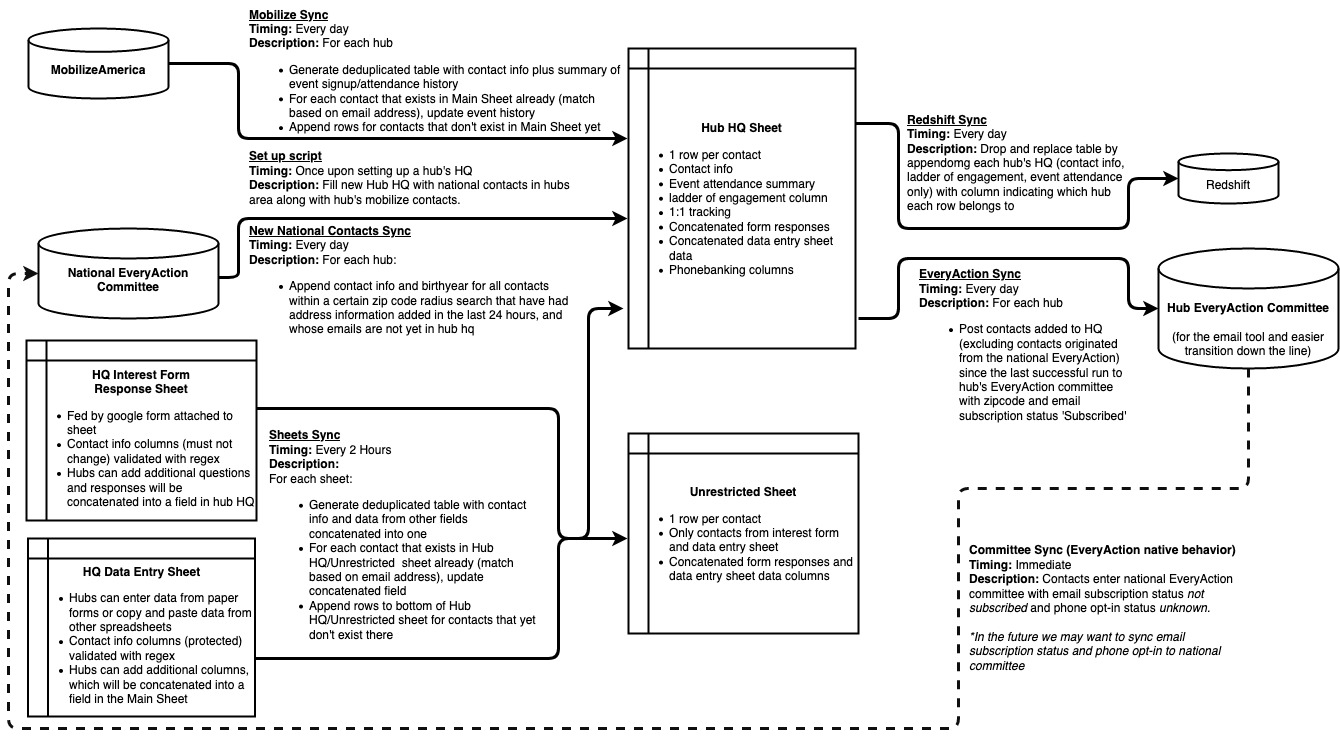 MobilizeAmerica
Mobilize Sync
Timing: Every day
Description: For each hub
• Generate deduplicated table with contact info plus summary of
event signup/attendance history
• For each contact that exists in Main Sheet already (match
based on email address), update event history
• Append rows for contacts that don't exist in Main Sheet yet
Set up script
Timing: Once upon setting up a hub's HQ
Description: Fill new Hub HQ with national contacts in hubs
area along with hub's mobilize contacts.
National EveryAction
Committee
New National Contacts Sync
Timing: Every day
Description: For each hub:
• Append contact info and birthyear for all contacts
within a certain zip code radius search that have had
address information added in the last 24 hours, and
whose emails are not yet in hub hq
HQ Interest Form
Response Sheet
• Fed by google form attached to
sheet
• Contact info columns (must not
change) validated with regex
• Hubs can add additional questions
and responses will be
concatenated into a field in hub HQ
HQ Data Entry Sheet
• Hubs can enter data from paper
forms or copy and paste data from
other spreadsheets
• Contact info columns (protected)
validated with regex
• Hubs can add additional columns,
which will be concatenated into a
field in the Main Sheet
Sheets Sync
Timing: Every 2 Hours
Description:
For each sheet:
• Generate deduplicated table with contact
info and data from other fields
concatenated into one
• For each contact that exists in Hub
HQ/Unrestricted sheet already (match
based on email address), update
concatenated field
• Append rows to bottom of Hub
HQ/Unrestricted sheet for contacts that yet
don't exist there
Hub HQ Sheet
• 1 row per contact
• Contact info
• Event attendance summary
• ladder of engagement column
• 1:1 tracking
• Concatenated form responses
• Concatenated data entry sheet
data
• Phonebanking columns
Unrestricted Sheet
• 1 row per contact
• Only contacts from interest form
and data entry sheet
• Concatenated form responses and
data entry sheet data columns
Redshift Sync
Timing: Every day
Description: Drop and replace table by
appendomg each hub's HQ (contact info,
ladder of engagement, event attendance
only) with column indicating which hub
each row belongs to
Redshift
EveryAction Sync
Timing: Every day
Description: For each hub
• Post contacts added to HQ
(excluding contacts originated
from the national EveryAction)
since the last successful run to
hub's EveryAction committee
with zipcode and email
subscription status 'Subscribed'
Hub EveryAction Committee
(for the email tool and easier
transition down the line)
Committee Sync (EveryAction native behavior)
Timing: Immediate
Description: Contacts enter national EveryAction
committee with email subscription status not
subscribed and phone opt-in status unknown.
*In the future we may want to sync email
subscription status and phone opt-in to national
committee